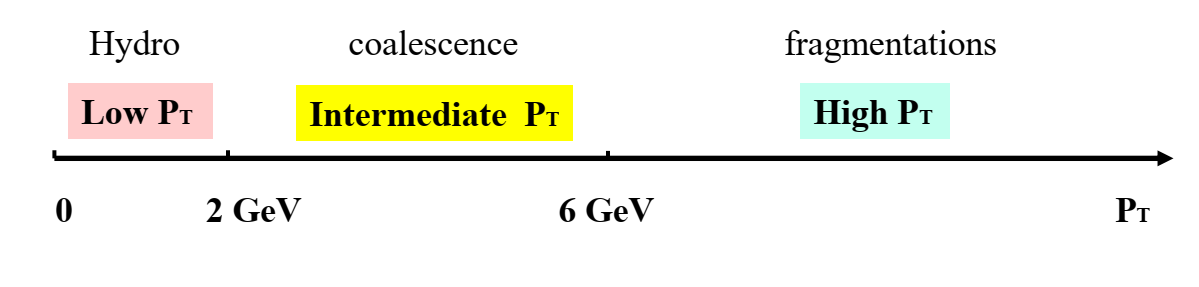 Hydro coalescence fragmentations
Low PT Intermediate PT High PT
0 2 GeV 6 GeV PT